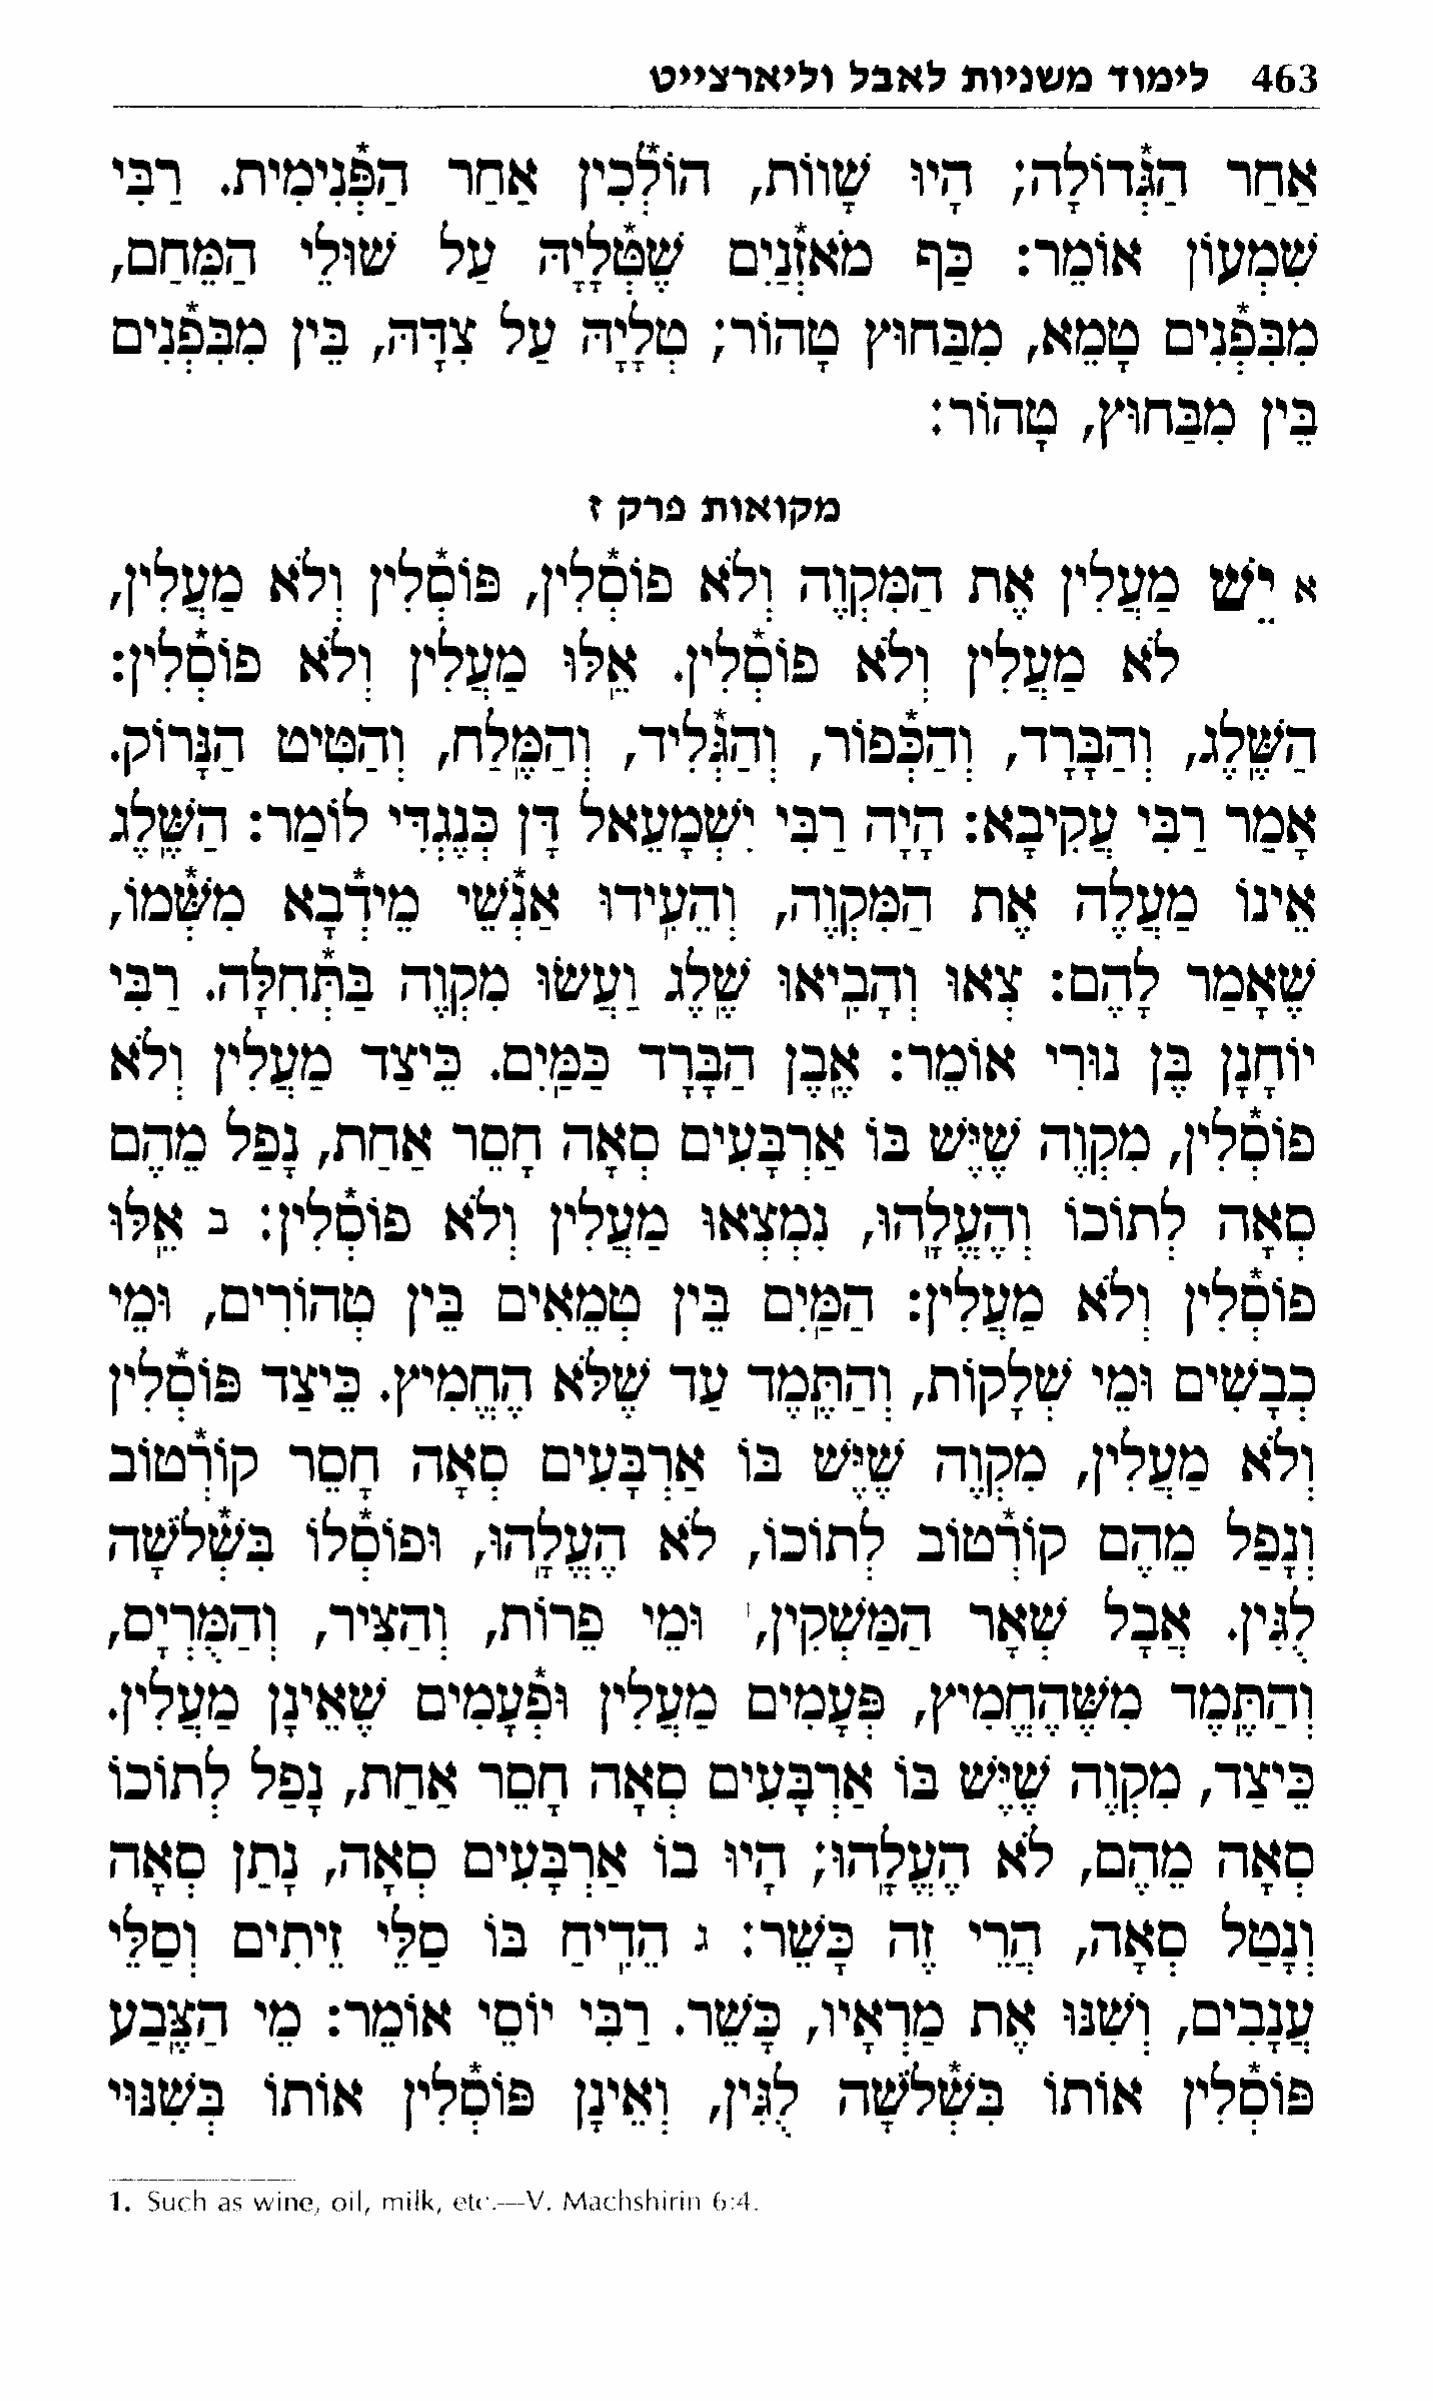 463 לימוד משניות לאבל וליארצייט
אַחַר הַגְּֿדוֹלָה; הָיוּ שָׁווֹת, הוֹלְֿכִין אַחַר הַפְּֿנִימִית. רַבִּי
שִׁמְעוֹן אוֹמֵר: כַּף מֹאזְֿנַיִם שֶׁטְּֿלָיָהּ עַל שׁוּלֵי הַמֵּחַם,
מִבִּפְֿנִים טָמֵא, מִבַּחוּץ טָהוֹר; טְלָיָהּ עַל צִדָּהּ, בֵּין מִבִּפְֿנִים
בֵּין מִבַּחוּץ, טָהוֹר:
מקואות פרק ז
א יֵשׁ מַעֲלִין אֶת הַמִּקְוֶה וְלֹא פוֹסְֿלִין, פּוֹסְֿלִין וְלֹא מַעֲלִין,
לֹא מַעֲלִין וְלֹא פוֹסְֿלִין. אֵלּוּ מַעֲלִין וְלֹא פוֹסְֿלִין:
הַשֶּׁלֶג, וְהַבָּרָד, וְהַכְּֿפוֹר, וְהַגְּֿלִיד, וְהַמֶּלַח, וְהַטִּיט הַנָּרוֹק.
אָמַר רַבִּי עֲקִיבָא: הָיָה רַבִּי יִשְׁמָעֵאל דָּן כְּנֶגְדִּי לוֹמַר: הַשֶּׁלֶג
אֵינוֹ מַעֲלֶה אֶת הַמִּקְוֶה, וְהֵעִידוּ אַנְֿשֵׁי מֵידְֿבָא מִשְּֿׁמוֹ,
שֶׁאָמַר לָהֶם: צְאוּ וְהָבִיאוּ שֶׁלֶג וַעֲשׂוּ מִקְוֶה בַּתְּֿחִלָּה. רַבִּי
יוֹחָנָן בֶּן נוּרִי אוֹמֵר: אֶבֶן הַבָּרָד כַּמַּיִם. כֵּיצַד מַעֲלִין וְלֹא
פוֹסְֿלִין, מִקְוֶה שֶׁיֶּשׁ בּוֹ אַרְבָּעִים סְאָה חָסֵר אַחַת, נָפַל מֵהֶם
סְאָה לְתוֹכוֹ וְהֶעֱלָהוּ, נִמְצְאוּ מַעֲלִין וְלֹא פוֹסְֿלִין: ב אֵלּוּ
פוֹסְֿלִין וְלֹא מַעֲלִין: הַמַּיִם בֵּין טְמֵאִים בֵּין טְהוֹרִים, וּמֵי
כְבָשִׁים וּמֵי שְׁלָקוֹת, וְהַתֶּמֶד עַד שֶׁלֹּא הֶחֱמִיץ. כֵּיצַד פּוֹסְֿלִין
וְלֹא מַעֲלִין, מִקְוֶה שֶׁיֶּשׁ בּוֹ אַרְבָּעִים סְאָה חָסֵר קוֹרְֿטוֹב
וְנָפַל מֵהֶם קוֹרְֿטוֹב לְתוֹכוֹ, לֹא הֶעֱלָהוּ, וּפוֹסְֿלוֹ בִּשְֿׁלֹשָׁה
לֻגִּין. אֲבָל שְׁאָר הַמַּשְׁקִין,¹ וּמֵי פֵרוֹת, וְהַצִּיר, וְהַמֻּרְיָס,
וְהַתֶּמֶד מִשֶּׁהֶחֱמִיץ, פְּעָמִים מַעֲלִין וּפְֿעָמִים שֶׁאֵינָן מַעֲלִין.
כֵּיצַד, מִקְוֶה שֶׁיֶּשׁ בּוֹ אַרְבָּעִים סְאָה חָסֵר אַחַת, נָפַל לְתוֹכוֹ
סְאָה מֵהֶם, לֹא הֶעֱלָהוּ; הָיוּ בוֹ אַרְבָּעִים סְאָה, נָתַן סְאָה
וְנָטַל סְאָה, הֲרֵי זֶה כָּשֵׁר: ג הֵדִיחַ בּוֹ סַלֵּי זֵיתִים וְסַלֵּי
עֲנָבִים, וְשִׁנּוּ אֶת מַרְאָיו, כָּשֵׁר. רַבִּי יוֹסֵי אוֹמֵר: מֵי הַצֶּבַע
פּוֹסְֿלִין אוֹתוֹ בִּשְֿׁלֹשָׁה לֻגִּין, וְאֵינָן פּוֹסְֿלִין אוֹתוֹ בְּשִׁנּוּי
1. Such as wine, oil, milk, etc.—V. Machshirin 6:4.